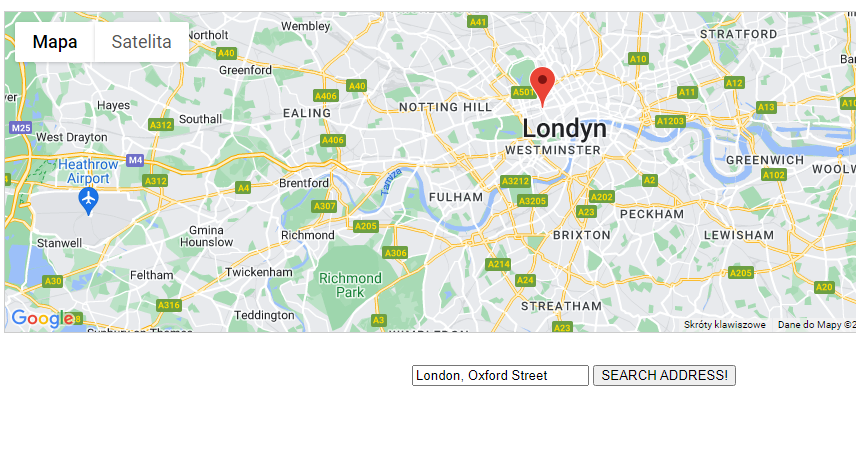 Mapa
Satelita
Wembley
A41
STRATFORD
Northolt
A40
A10
Greenford
A40
A501
A12
A11
Hayes
A406
NOTTING HILL
A13
Southall
EALING
M25
A312
Londyn
A1203
West Drayton
A406
WESTMINSTER
Heathrow
Airport
M4
GREENWICH
A312
A4
Brentford
Tamiza
A3212
A2
A102
A307
FULHAM
A3205
A202
A23
PECKHAM
Gmina
Hounslow
A205
Stanwell
Richmond
BRIXTON
LEWISHAM
A306
A214
Feltham
Twickenham
A205
A30
Richmond
Park
A24
A20
A316
STREATHAM
Teddington
A3
A23
Google
Sunbury-on-Thames
WIMBLEDON
Skróty klawiszowe
Dane do Mapy ©2
London, Oxford Street
SEARCH ADDRESS!